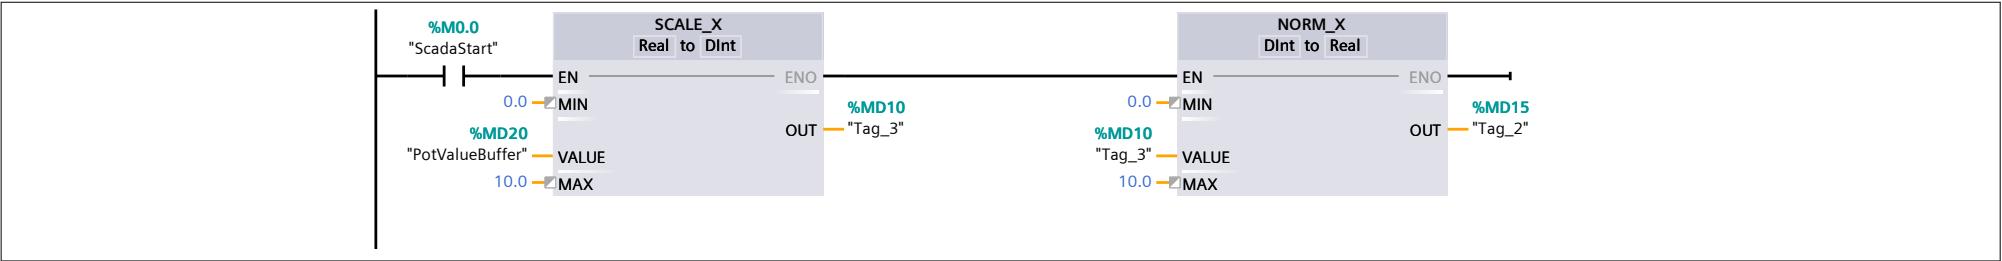 %M0.0
"ScadaStart"
SCALE_X
Real to DInt
EN
ENO
0.0
MIN
%MD10
OUT
"Tag_3"
%MD20
"PotValueBuffer"
VALUE
10.0
MAX
NORM_X
DInt to Real
EN
ENO
0.0
MIN
%MD15
OUT
"Tag_2"
%MD10
"Tag_3"
VALUE
10.0
MAX